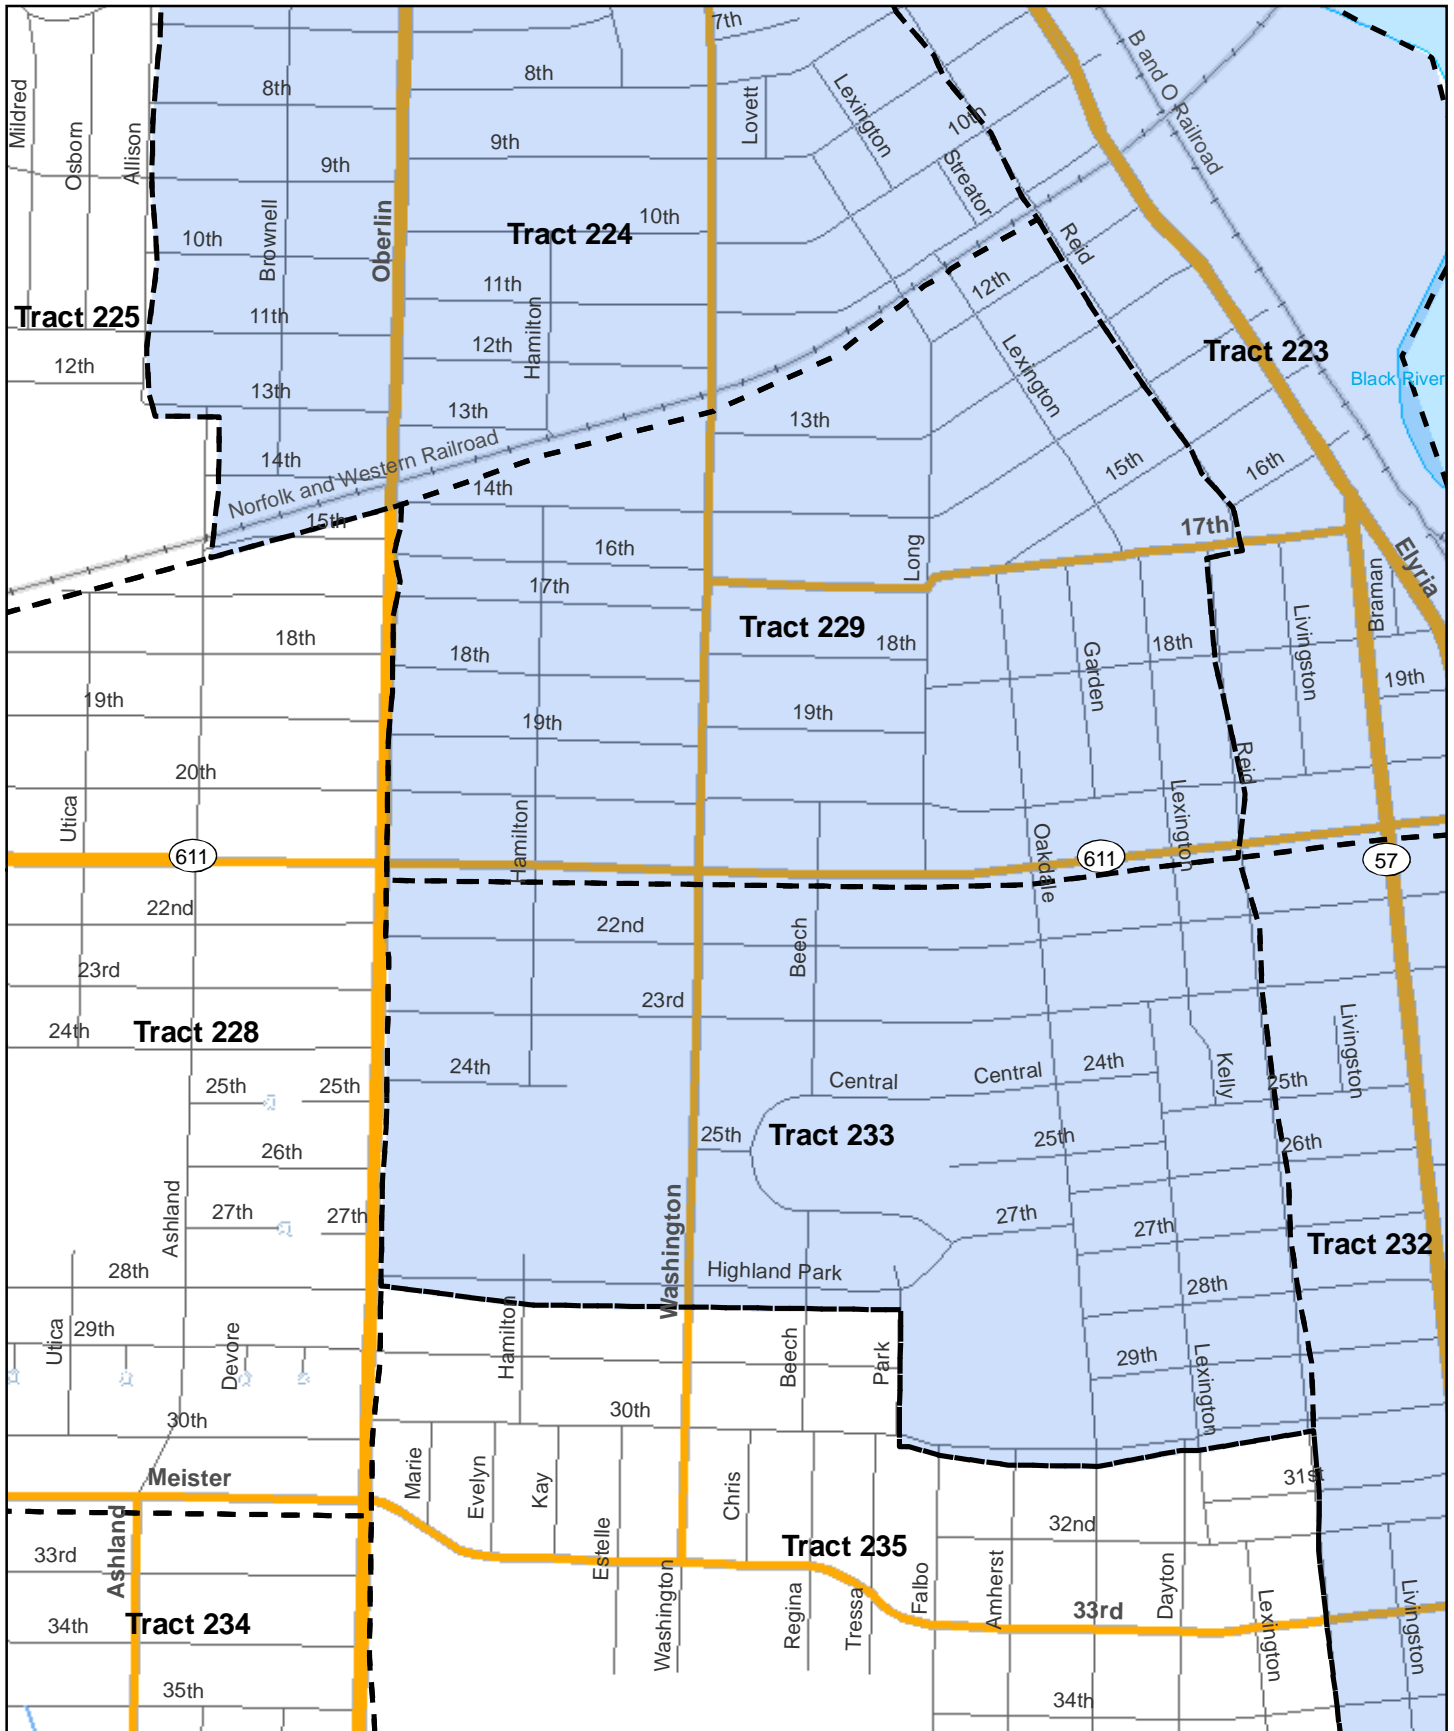 7th
B and O Railroad
8th
8th
Mildred
Lovett
Lexington
Osborn
Allison
10th
9th
9th
Streator
Brownell
Oberlin
10th
Tract 224
10th
Reid
11th
Hamilton
12th
Tract 225
11th
12th
Lexington
Tract 223
12th
Black River
13th
13th
13th
Norfolk and Western Railroad
14th
15th
16th
14th
15th
17th
16th
Long
Elyria
17th
Braman
Tract 229
Livingston
18th
18th
18th
18th
Garden
19th
19th
19th
19th
Reid
20th
Utica
Hamilton
Lexington
Oakdale
611
611
57
22nd
22nd
Beech
23rd
23rd
24th
Tract 228
Livingston
24th
Central
Central
24th
Kelly
25th
25th
25th
25th
Tract 233
25th
26th
26th
Ashland
27th
27th
Washington
27th
27th
Tract 232
28th
Highland Park
28th
Utica
29th
Devore
Hamilton
Beech
Park
29th
Lexington
30th
30th
Meister
Marie
Evelyn
Kay
Chris
31st
Ashland
Estelle
32nd
Tract 235
33rd
Washington
Regina
Tressa
Falbo
Amherst
Dayton
Lexington
Livingston
33rd
34th
Tract 234
35th
34th